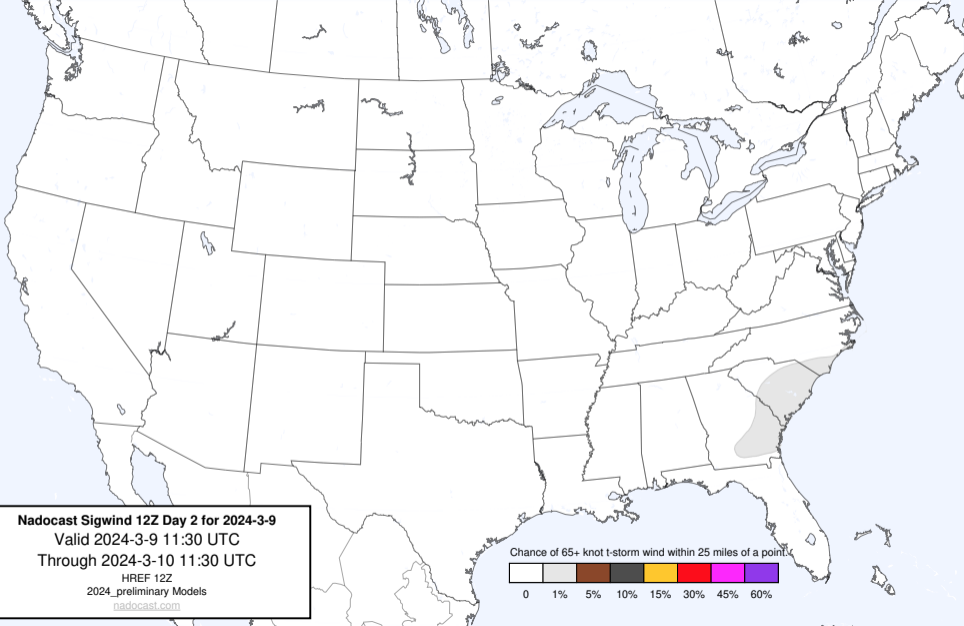 Nadocast Sigwind 12Z Day 2 for 2024-3-9
Valid 2024-3-9 11:30 UTC
Through 2024-3-10 11:30 UTC
HREF 12Z
2024_preliminary Models
nadocast.com
Chance of 65+ knot t-storm wind within 25 miles of a point.
0 1% 5% 10% 15% 30% 45% 60%